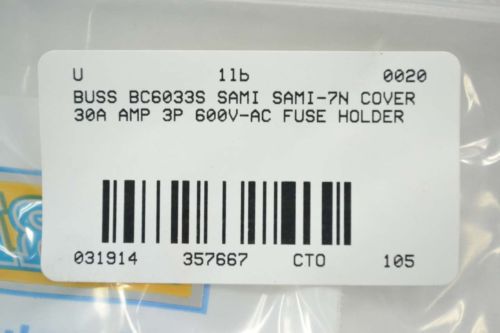 U 1lb 0020
BUSS BC6033S SAMI SAMI-7N COVER
30A AMP 3P 600V-AC FUSE HOLDER
031914 357667 CTO 105